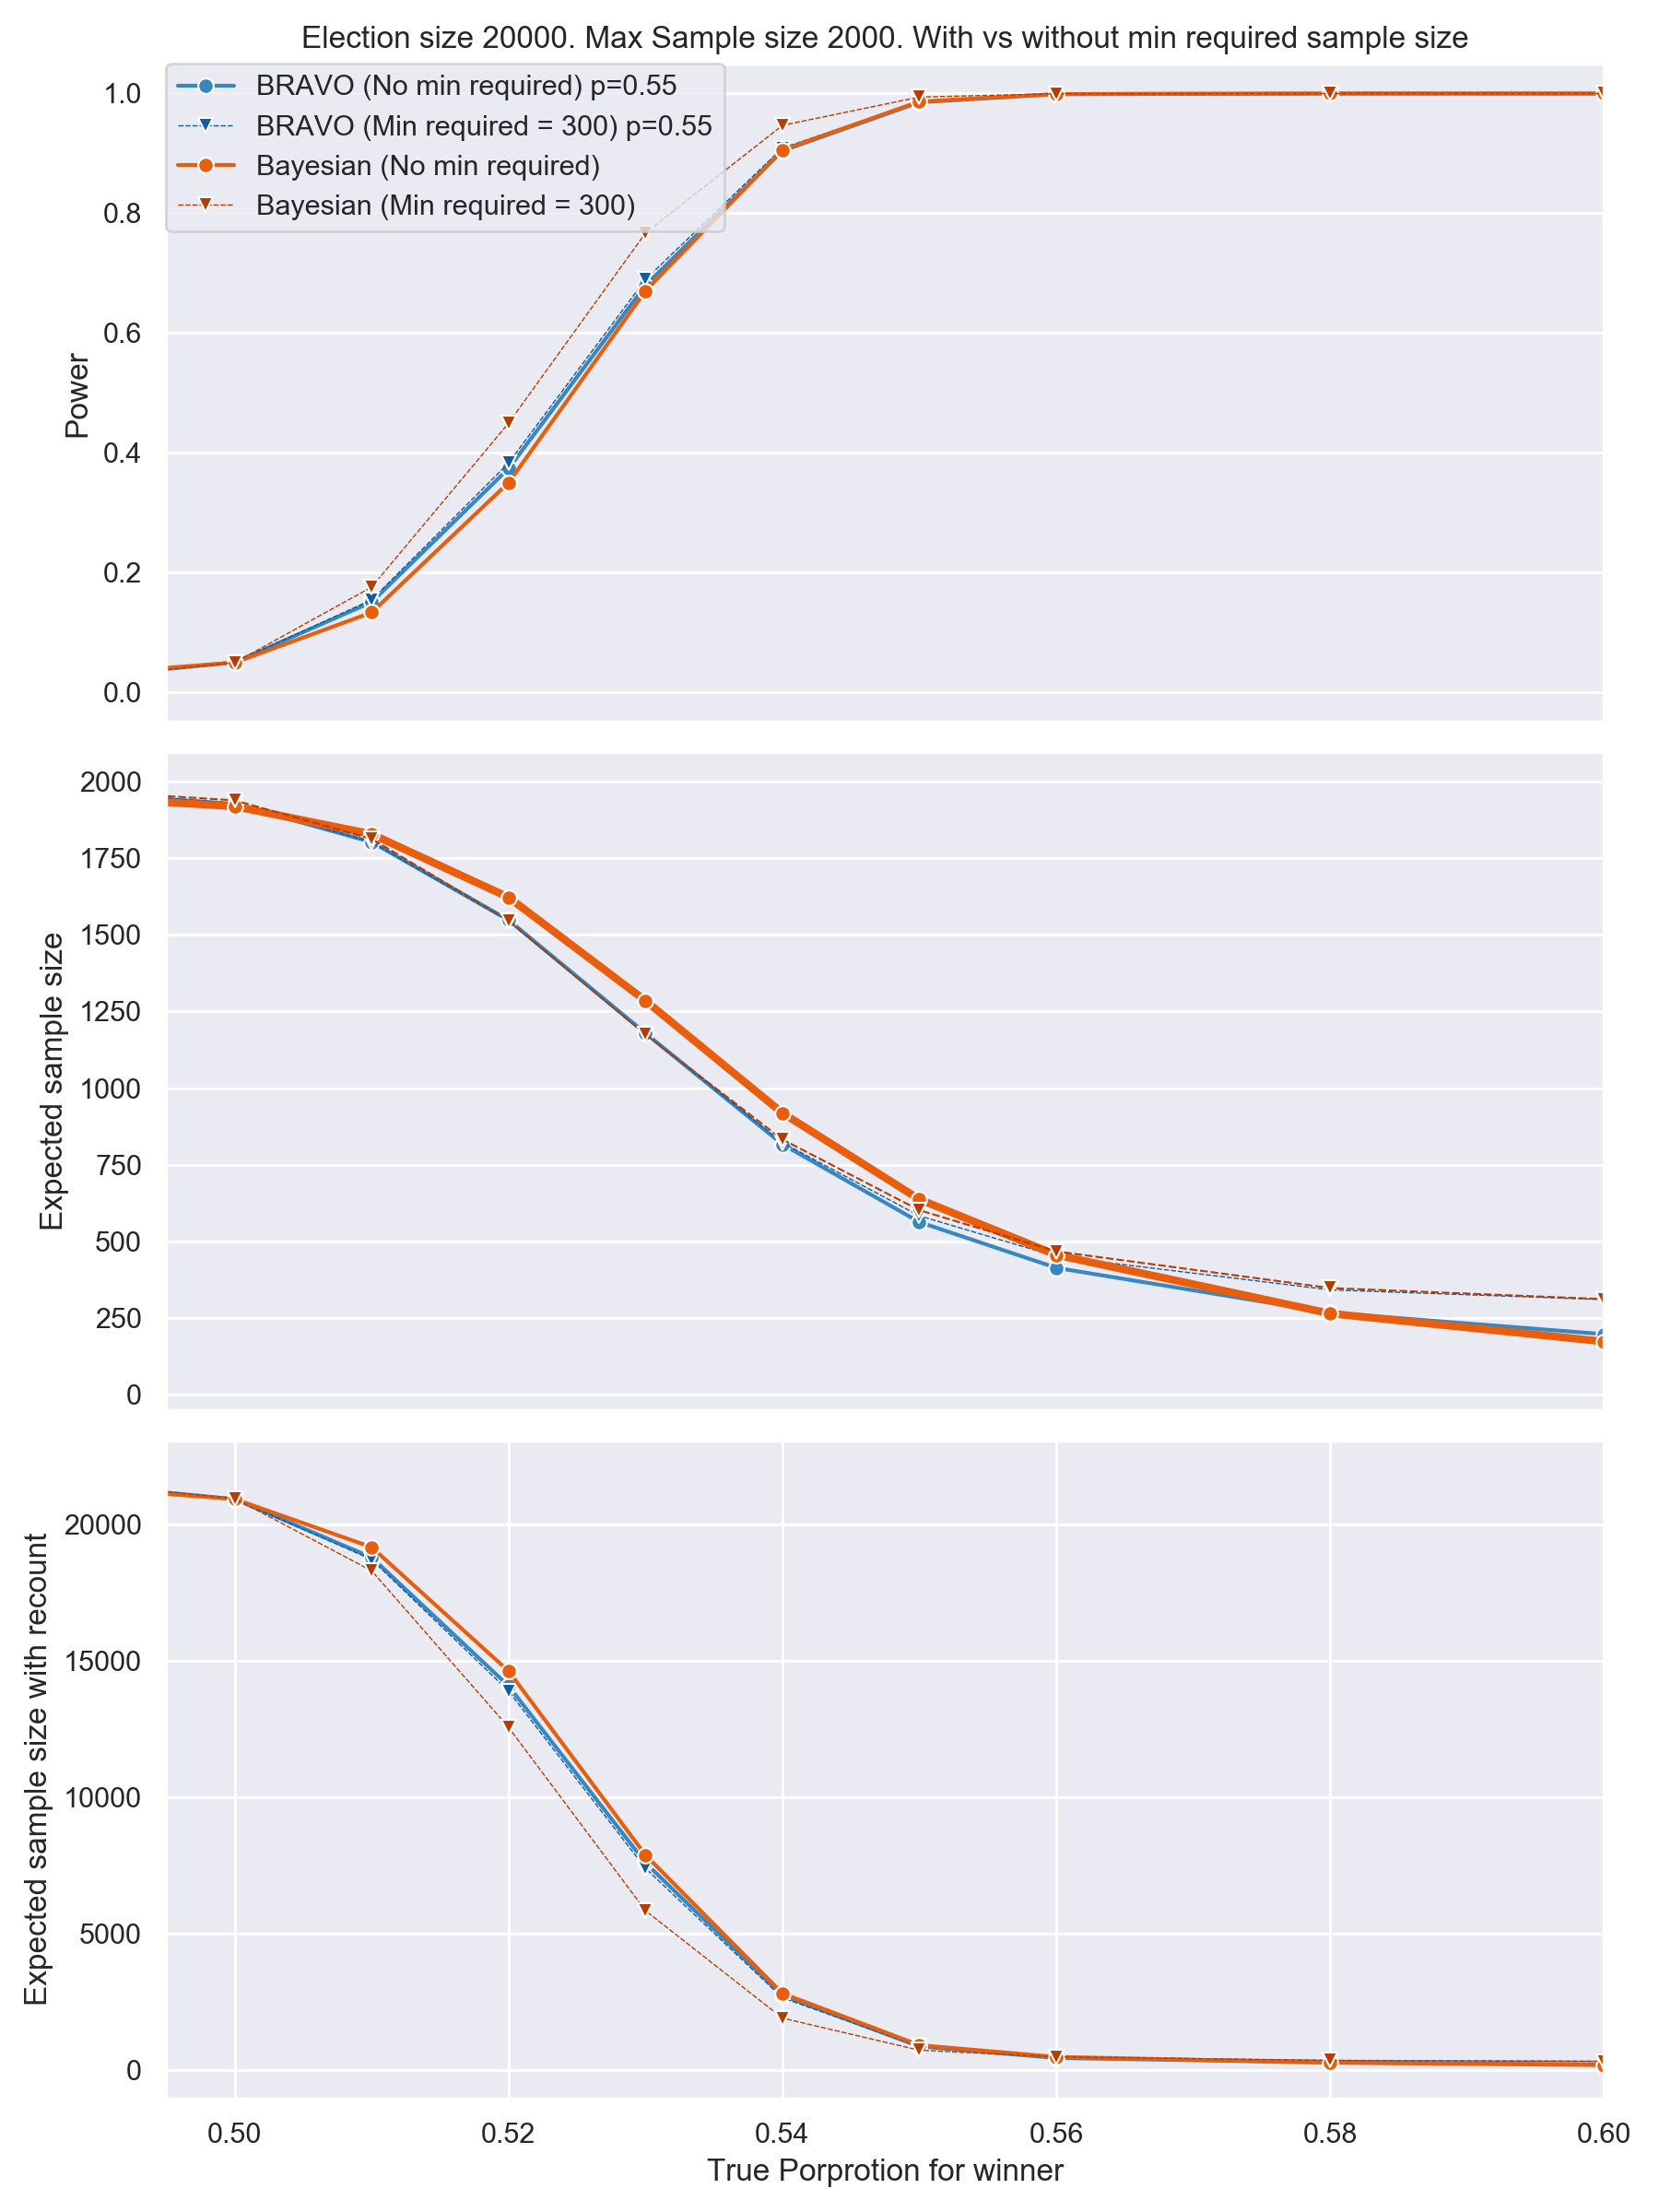 Election size 20000. Max Sample size 2000. With vs without min required sample size
BRAVO (No min required) p=0.55
BRAVO (Min required = 300) p=0.55
Bayesian (No min required)
Bayesian (Min required = 300)
1.0
0.8
0.6
0.4
0.2
0.0
Power
2000
1750
1500
1250
1000
750
500
250
0
Expected sample size
20000
15000
10000
5000
0
Expected sample size with recount
0.50 0.52 0.54 0.56 0.58 0.60
True Porprotion for winner